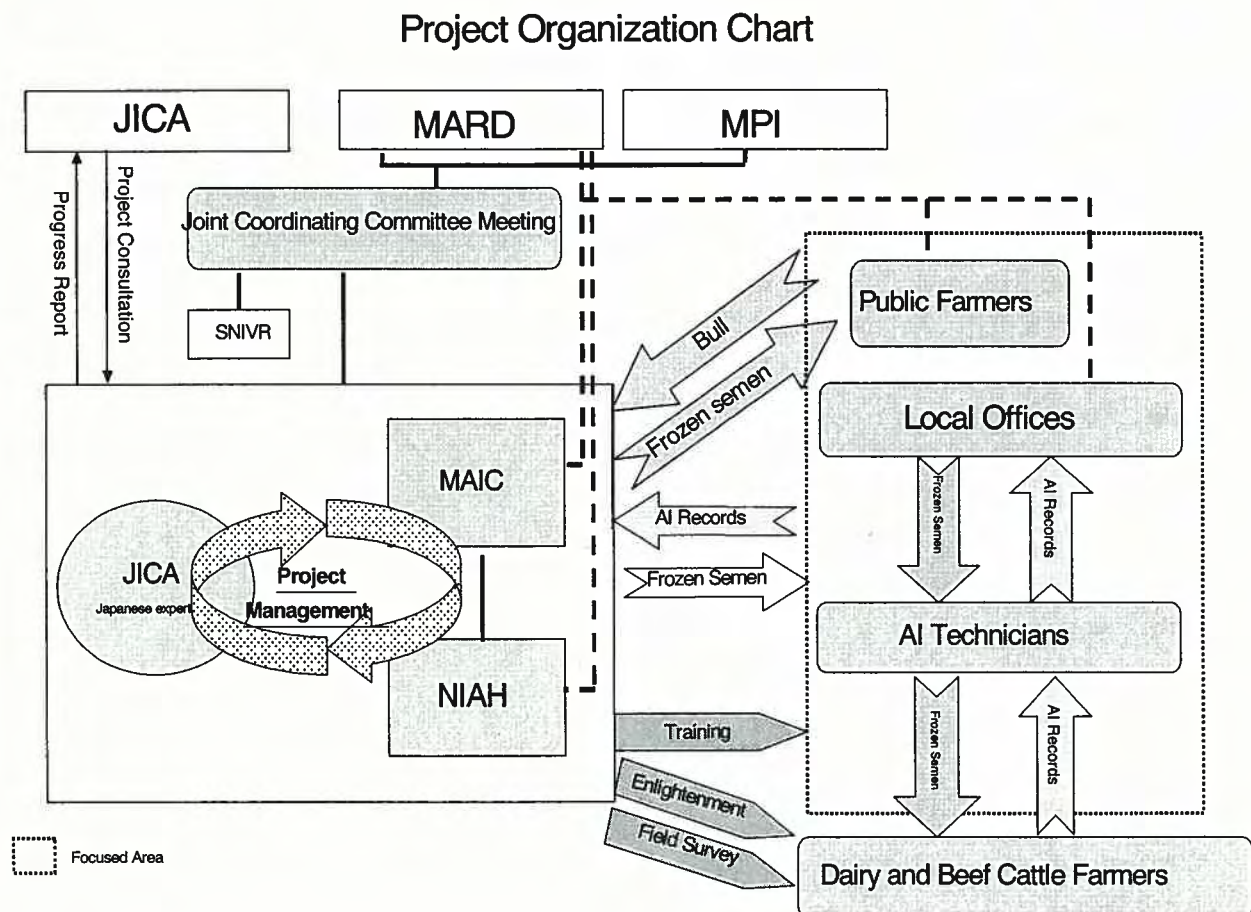 Project Organization Chart
JICA
MARD
MPI
Progress Report
Project Consultation
Joint Coordinating Committee Meeting
SNIVR
Public Farmers
Bull
Frozen semen
Local Offices
MAIC
AI Records
Frozen Semen
Frozen Semen
AI Records
JICA
Japanese expert
Project
Management
AI Technicians
NIAH
Training
Frozen Semen
AI Records
Enlightenment
Field Survey
Focused Area
Dairy and Beef Cattle Farmers